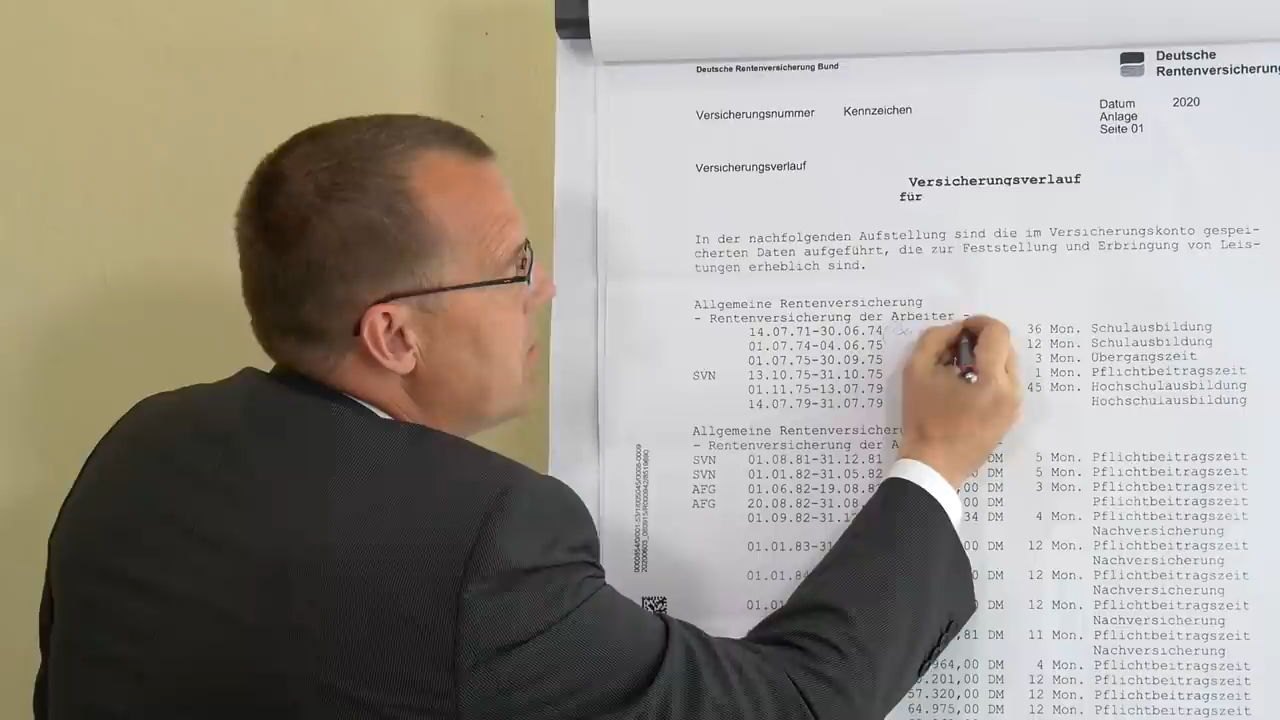 Deutsche
Rentenversicherung
Deutsche Rentenversicherung Bund
Versicherungsnummer Kennzeichen
Datum 2020
Anlage
Seite 01
Versicherungsverlauf
Versicherungsverlauf
für
In der nachfolgenden Aufstellung sind die im Versicherungskonto gespei-
cherten Daten aufgeführt, die zur Feststellung und Erbringung von Leis-
tungen erheblich sind.
Allgemeine Rentenversicherung
- Rentenversicherung der Arbeiter -
14.07.71-30.06.74 36 Mon. Schulausbildung
01.07.74-04.06.75 12 Mon. Schulausbildung
01.07.75-30.09.75 3 Mon. Übergangszeit
SVN 13.10.75-31.10.75 1 Mon. Pflichtbeitragszeit
01.11.75-13.07.79 45 Mon. Hochschulausbildung
14.07.79-31.07.79 Hochschulausbildung
Allgemeine
- Rentenversicherung der
SVN 01.08.81-31.12.81 DM 5 Mon. Pflichtbeitragszeit
SVN 01.01.82-31.05.82 DM 5 Mon. Pflichtbeitragszeit
AFG 01.06.82-19.08.8 ,00 DM 3 Mon. Pflichtbeitragszeit
AFG 20.08.82-31.08 00 DM Pflichtbeitragszeit
01.09.82-31.1 34 DM 4 Mon. Pflichtbeitragszeit
Nachversicherung
01.01.83-31 00 DM 12 Mon. Pflichtbeitragszeit
Nachversicherung
01.01.84 DM 12 Mon. Pflichtbeitragszeit
Nachversicherung
01.01 DM 12 Mon. Pflichtbeitragszeit
Nachversicherung
,81 DM 11 Mon. Pflichtbeitragszeit
Nachversicherung
964,00 DM 4 Mon. Pflichtbeitragszeit
.201,00 DM 12 Mon. Pflichtbeitragszeit
57.320,00 DM 12 Mon. Pflichtbeitragszeit
64.975,00 DM 12 Mon. Pflichtbeitragszeit